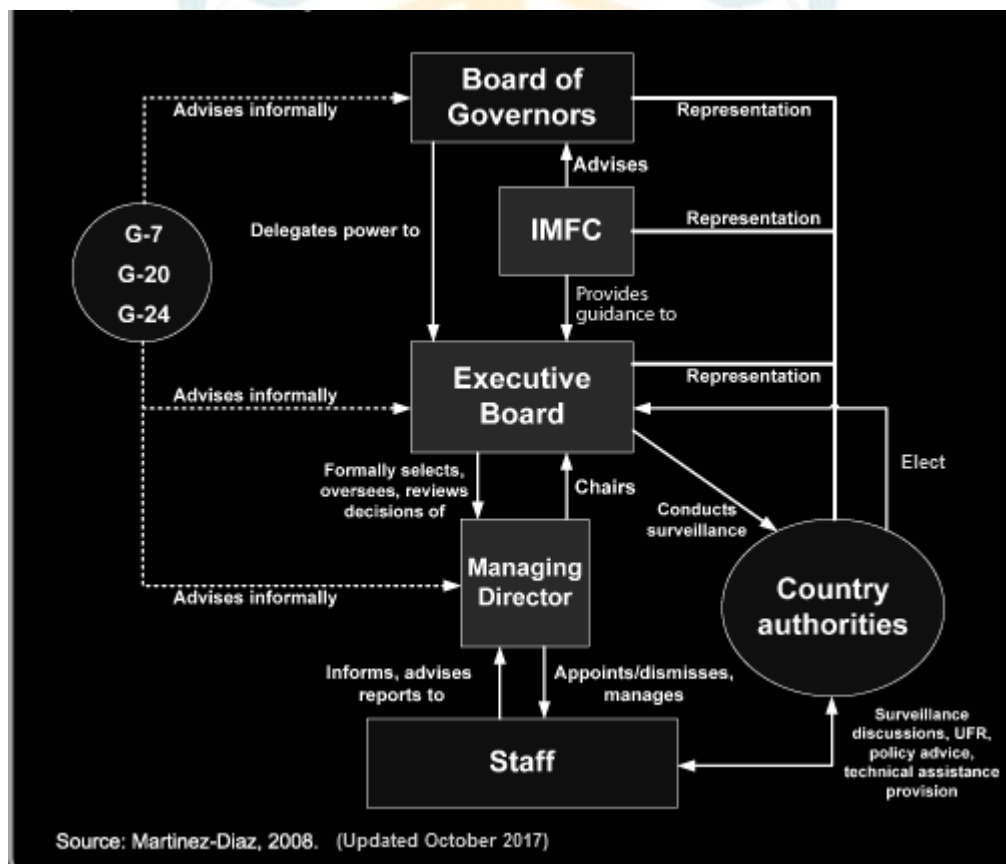 Board of
Governors
Advises informally
Representation
Advises
G-7
G-20
G-24
IMFC
Representation
Delegates power to
Provides
guidance to
Executive
Board
Representation
Advises informally
Elect
Formally selects,
oversees, reviews
decisions of
Chairs
Conducts
surveillance
Managing
Director
Country
authorities
Advises informally
Informs, advises
reports to
Appoints/dismisses,
manages
Staff
Surveillance
discussions, UFR,
policy advice,
technical assistance
provision
Source: Martinez-Diaz, 2008. (Updated October 2017)